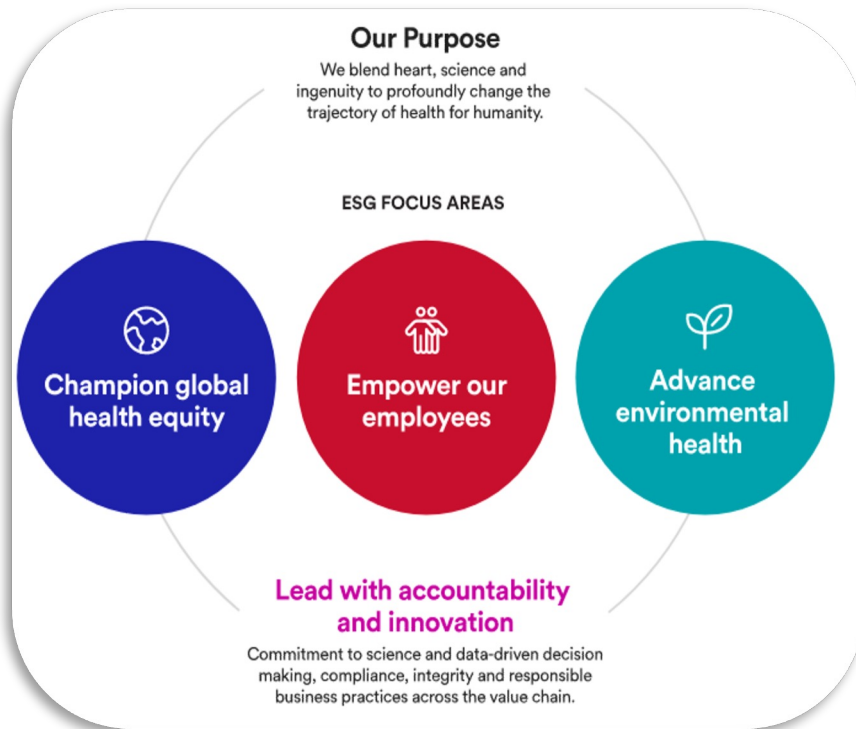 Our Purpose
We blend heart, science and
ingenuity to profoundly change the
trajectory of health for humanity.
ESG FOCUS AREAS
Champion global
health equity
Empower our
employees
Advance
environmental
health
Lead with accountability
and innovation
Commitment to science and data-driven decision
making, compliance, integrity and responsible
business practices across the value chain.